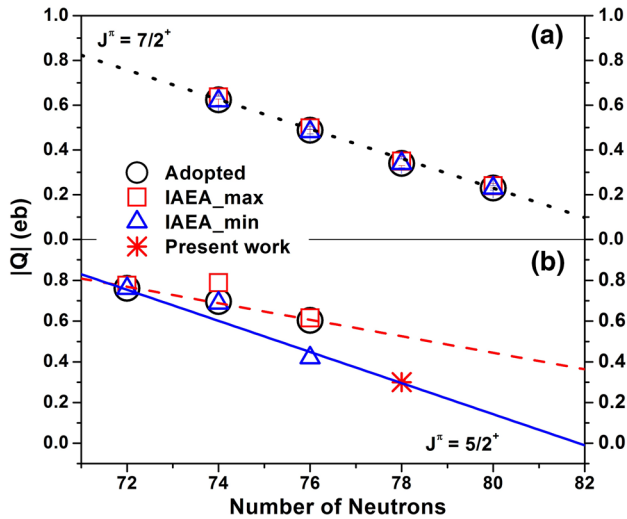 1.0
0.8
0.6
0.4
0.2
0.0
|Q| (eb)
J^π = 7/2^+
(a)
1.0
0.8
0.6
0.4
0.2
0.0
Adopted
IAEA_max
IAEA_min
Present work
0.8
0.6
0.4
0.2
0.0
(b)
J^π = 5/2^+
0.8
0.6
0.4
0.2
0.0
72 74 76 78 80 82
Number of Neutrons